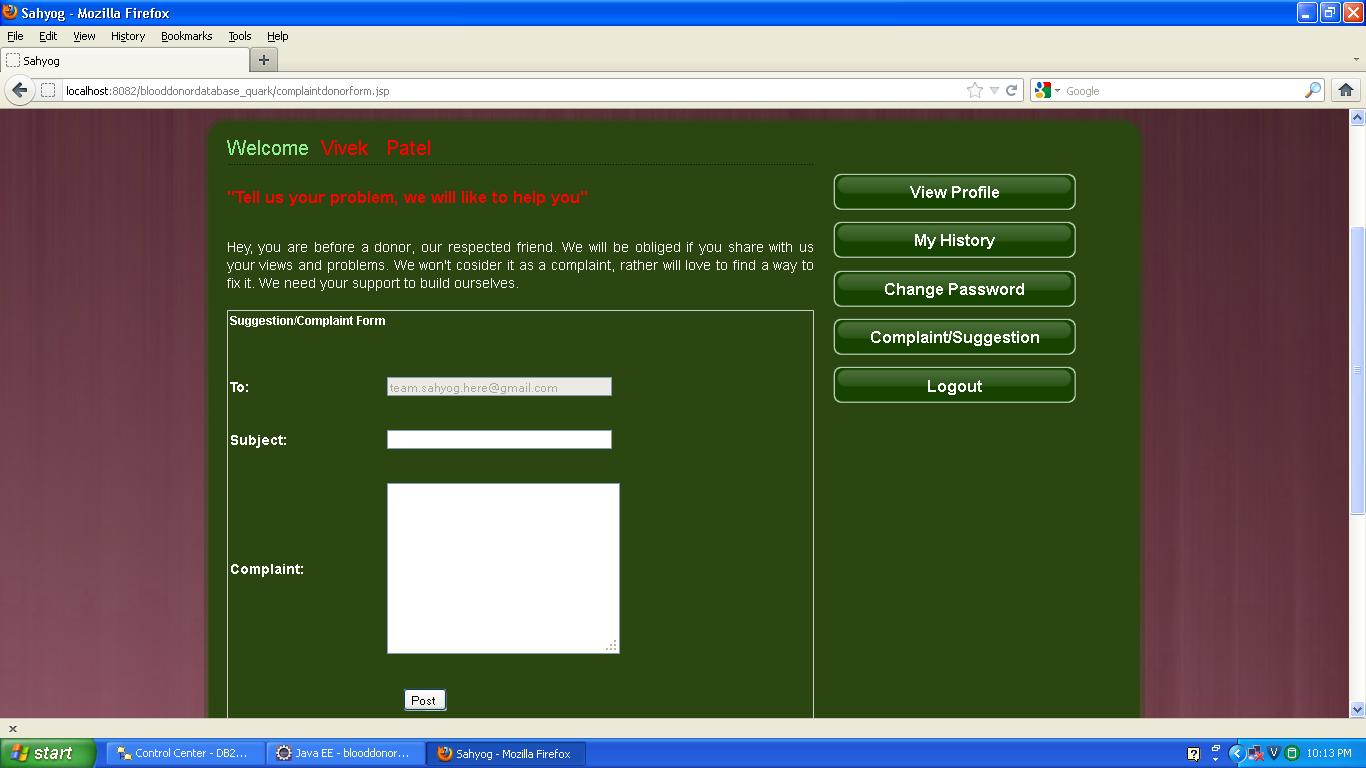 Sahyog - Mozilla Firefox
File Edit View History Bookmarks Tools Help
Sahyog
localhost:8082/blooddonordatabase_quark/complaintdonorform.jsp
Google
Welcome Vivek Patel
"Tell us your problem, we will like to help you"
Hey, you are before a donor, our respected friend. We will be obliged if you share with us
your views and problems. We won't cosider it as a complaint, rather will love to find a way to
fix it. We need your support to build ourselves.
Suggestion/Complaint Form
To: team.sahyog.here@gmail.com
Subject:
Complaint:
Post
View Profile
My History
Change Password
Complaint/Suggestion
Logout
start
Control Center - DB2...
Java EE - blooddonor...
Sahyog - Mozilla Firefox
V
10:13 PM